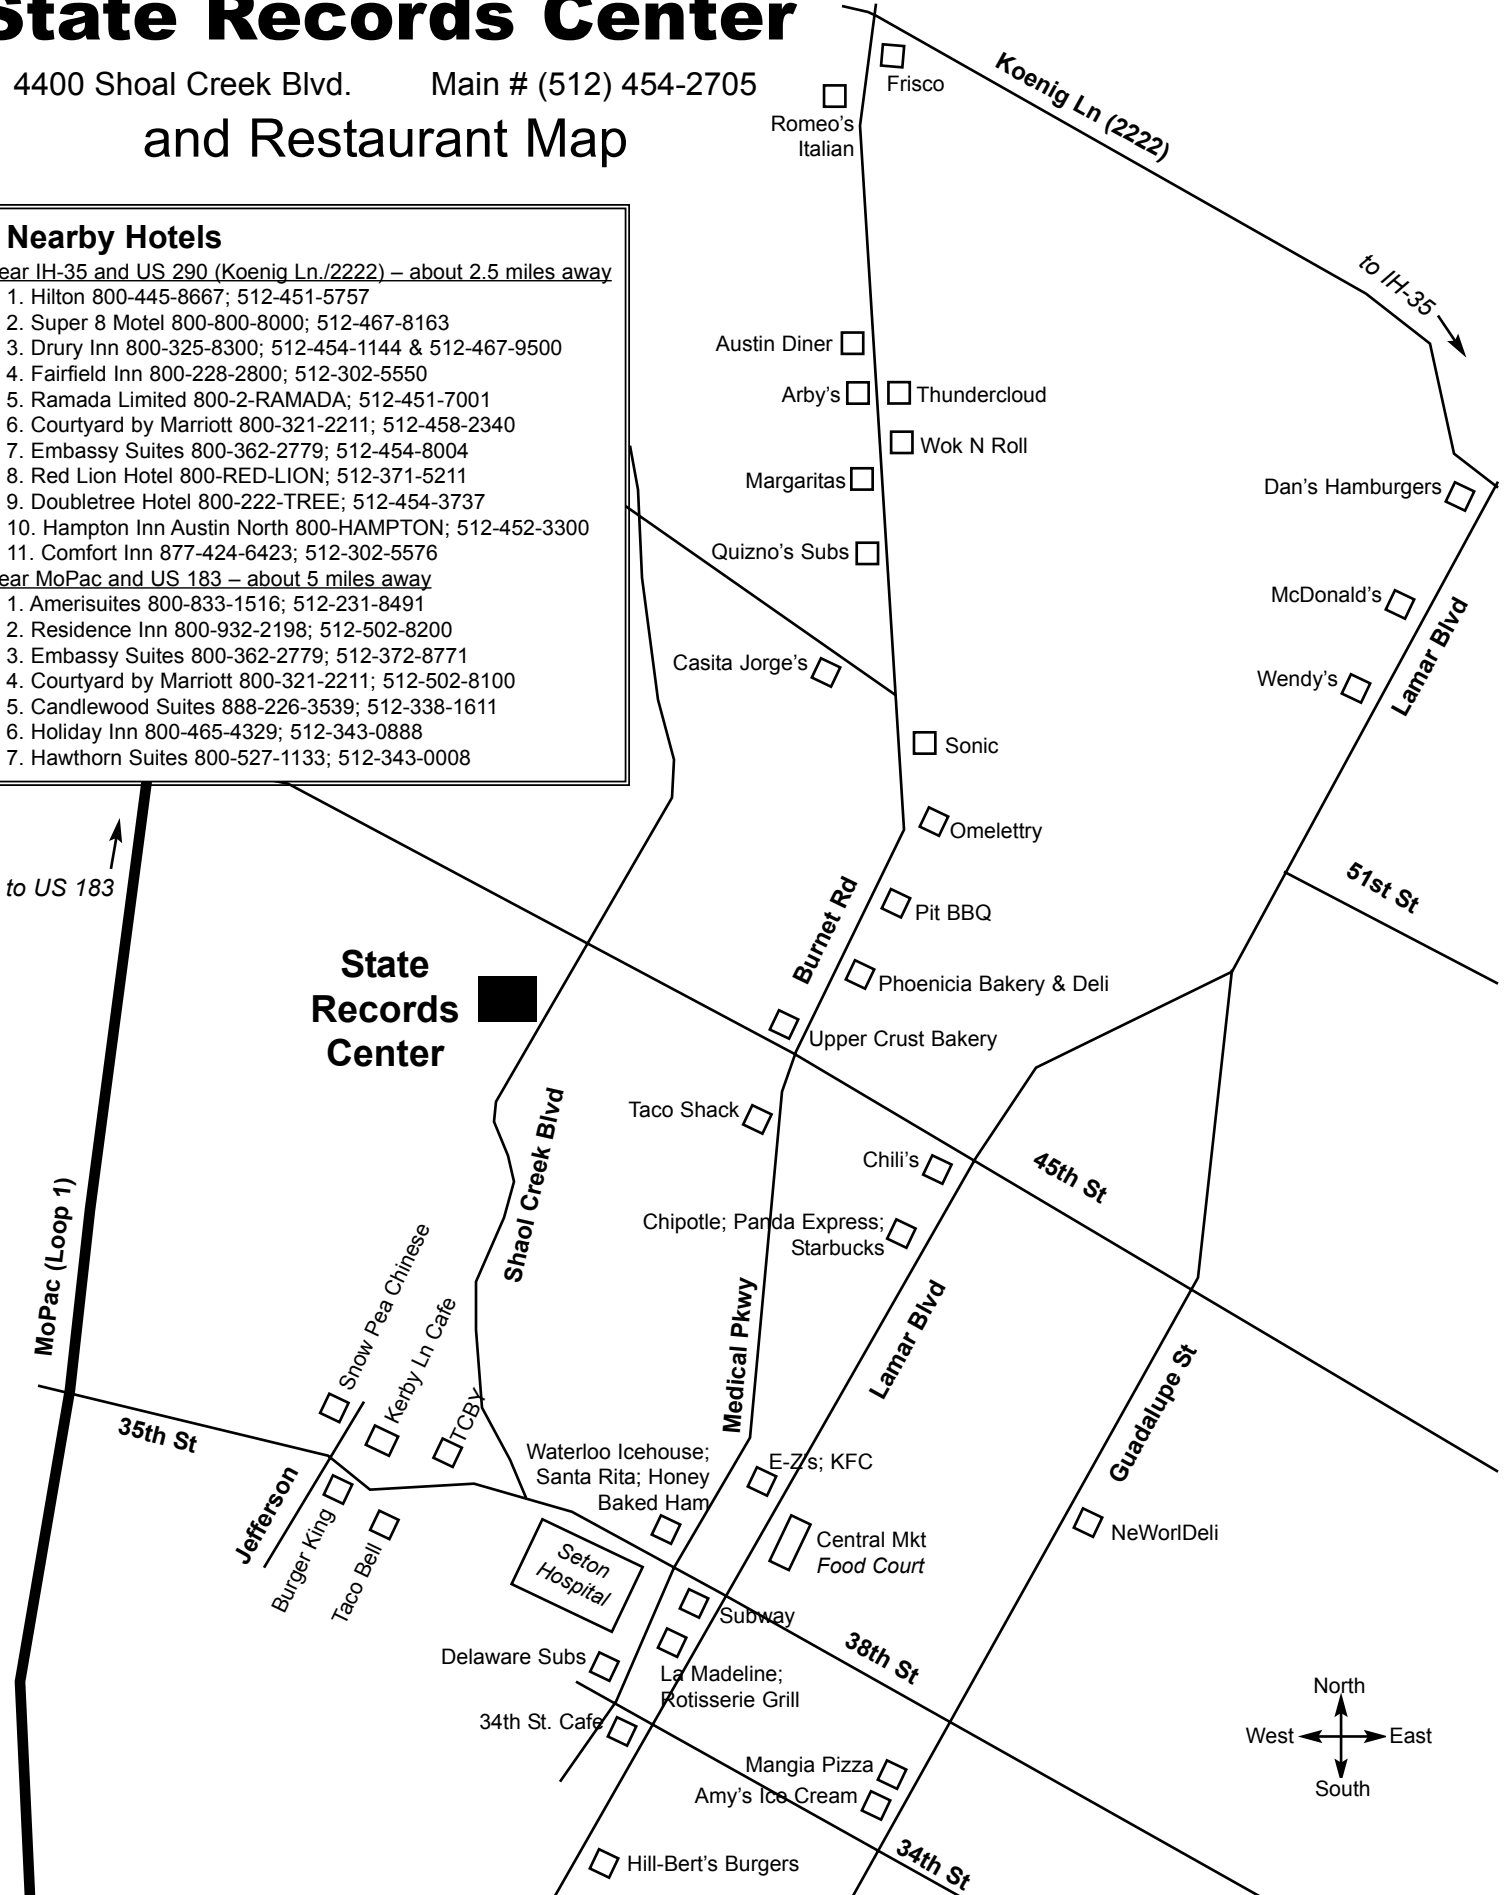 State Records Center
4400 Shoal Creek Blvd. Main # (512) 454-2705
and Restaurant Map
Nearby Hotels
ear IH-35 and US 290 (Koenig Ln./2222) – about 2.5 miles away
1. Hilton 800-445-8667; 512-451-5757
2. Super 8 Motel 800-800-8000; 512-467-8163
3. Drury Inn 800-325-8300; 512-454-1144 & 512-467-9500
4. Fairfield Inn 800-228-2800; 512-302-5550
5. Ramada Limited 800-2-RAMADA; 512-451-7001
6. Courtyard by Marriott 800-321-2211; 512-458-2340
7. Embassy Suites 800-362-2779; 512-454-8004
8. Red Lion Hotel 800-RED-LION; 512-371-5211
9. Doubletree Hotel 800-222-TREE; 512-454-3737
10. Hampton Inn Austin North 800-HAMPTON; 512-452-3300
11. Comfort Inn 877-424-6423; 512-302-5576
ear MoPac and US 183 – about 5 miles away
1. Amerisuites 800-833-1516; 512-231-8491
2. Residence Inn 800-932-2198; 512-502-8200
3. Embassy Suites 800-362-2779; 512-372-8771
4. Courtyard by Marriott 800-321-2211; 512-502-8100
5. Candlewood Suites 888-226-3539; 512-338-1611
6. Holiday Inn 800-465-4329; 512-343-0888
7. Hawthorn Suites 800-527-1133; 512-343-0008
Frisco
Romeo's
Italian
Koenig Ln (2222)
to IH-35
Austin Diner
Arby's
Thundercloud
Wok N Roll
Margaritas
Quizno's Subs
Dan's Hamburgers
McDonald's
Wendy's
Lamar Blvd
Casita Jorge's
Sonic
Omelettry
Burnet Rd
Pit BBQ
51st St
to US 183
State
Records
Center
Phoenicia Bakery & Deli
Upper Crust Bakery
Taco Shack
Shaol Creek Blvd
Chili's
45th St
Chipotle; Panda Express;
Starbucks
MoPac (Loop 1)
Medical Pkwy
Lamar Blvd
Guadalupe St
Snow Pea Chinese
Kerby Ln Cafe
TCBY
35th St
Jefferson
Burger King
Taco Bell
Waterloo Icehouse;
Santa Rita; Honey
Baked Ham
E-Z's; KFC
Central Mkt
Food Court
NeWorlDeli
Seton
Hospital
Subway
38th St
Delaware Subs
La Madeline;
Rotisserie Grill
34th St. Cafe
Mangia Pizza
Amy's Ice Cream
34th St
Hill-Bert's Burgers
North
West
East
South